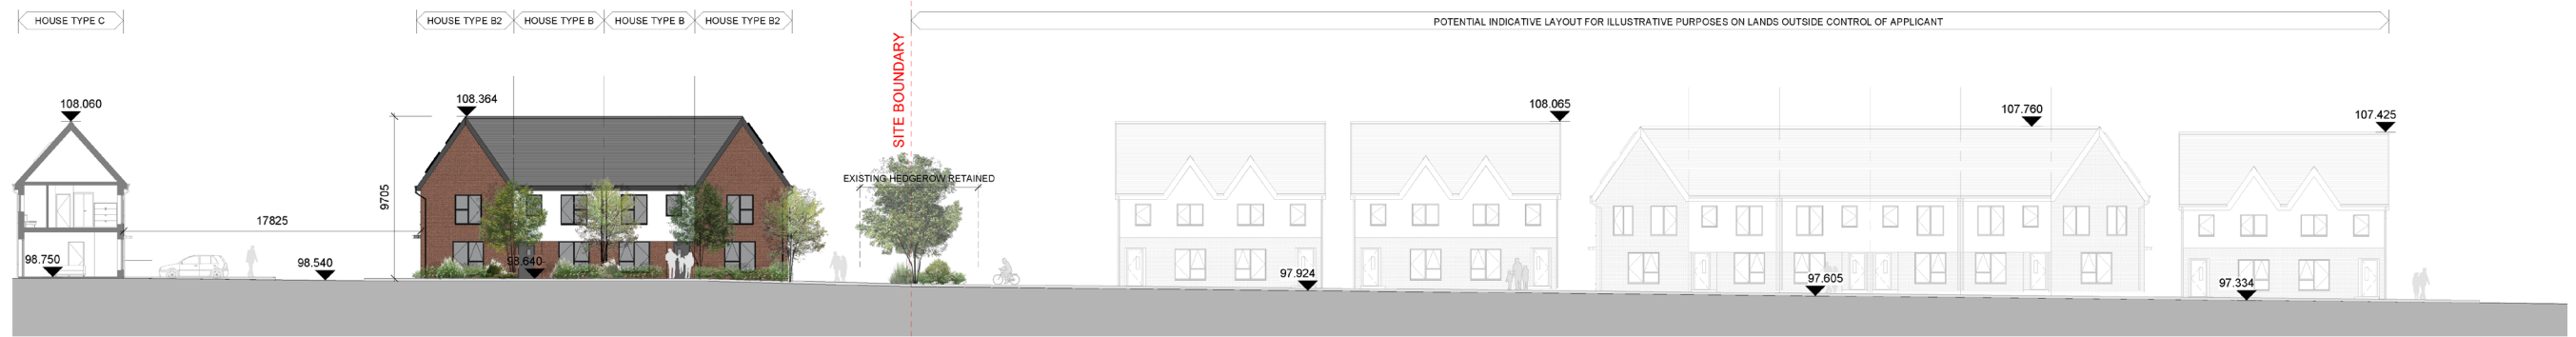 HOUSE TYPE C
HOUSE TYPE B2
HOUSE TYPE B
HOUSE TYPE B
HOUSE TYPE B2
POTENTIAL INDICATIVE LAYOUT FOR ILLUSTRATIVE PURPOSES ON LANDS OUTSIDE CONTROL OF APPLICANT
SITE BOUNDARY
108.060
108.364
108.065
107.760
107.425
EXISTING HEDGEROW RETAINED
9705
17825
98.750
98.540
98.640
97.924
97.605
97.334